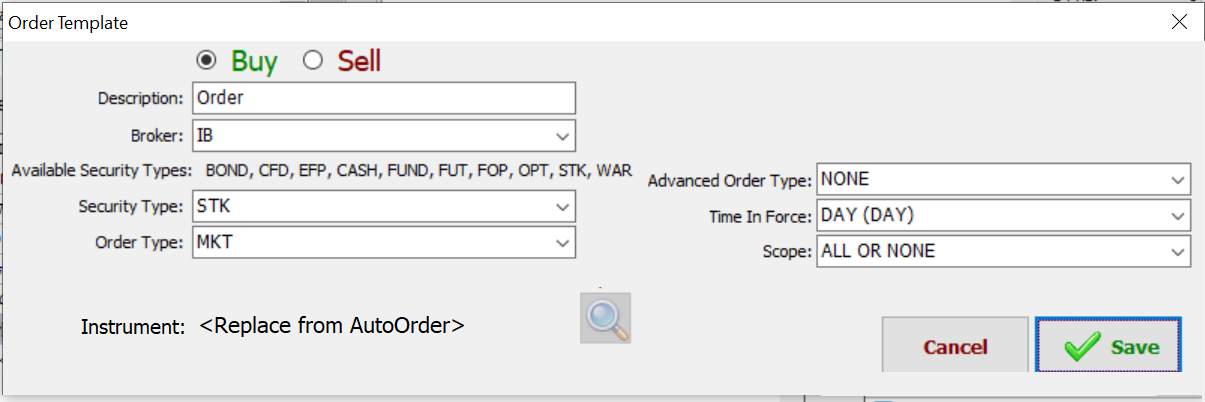 Order Template
Buy Sell
Description: Order
Broker: IB
Available Security Types: BOND, CFD, EFP, CASH, FUND, FUT, FOP, OPT, STK, WAR
Advanced Order Type: NONE
Security Type: STK
Time In Force: DAY (DAY)
Order Type: MKT
Scope: ALL OR NONE
Instrument: <Replace from AutoOrder>
Cancel Save